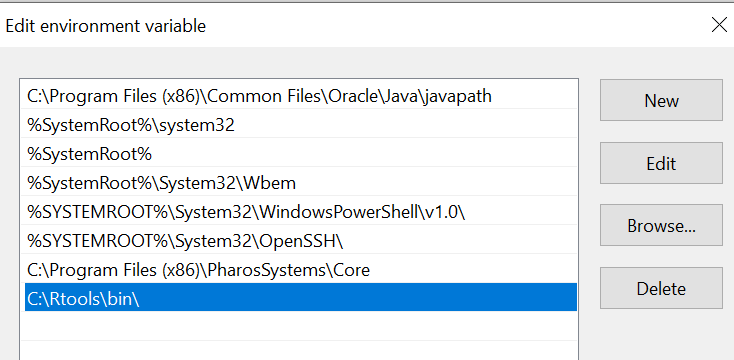 Edit environment variable
C:\Program Files (x86)\Common Files\Oracle\Java\javapath
New
%SystemRoot%\system32
%SystemRoot%
Edit
%SystemRoot%\System32\Wbem
%SYSTEMROOT%\System32\WindowsPowerShell\v1.0\
Browse...
%SYSTEMROOT%\System32\OpenSSH\
C:\Program Files (x86)\PharosSystems\Core
Delete
C:\Rtools\bin\